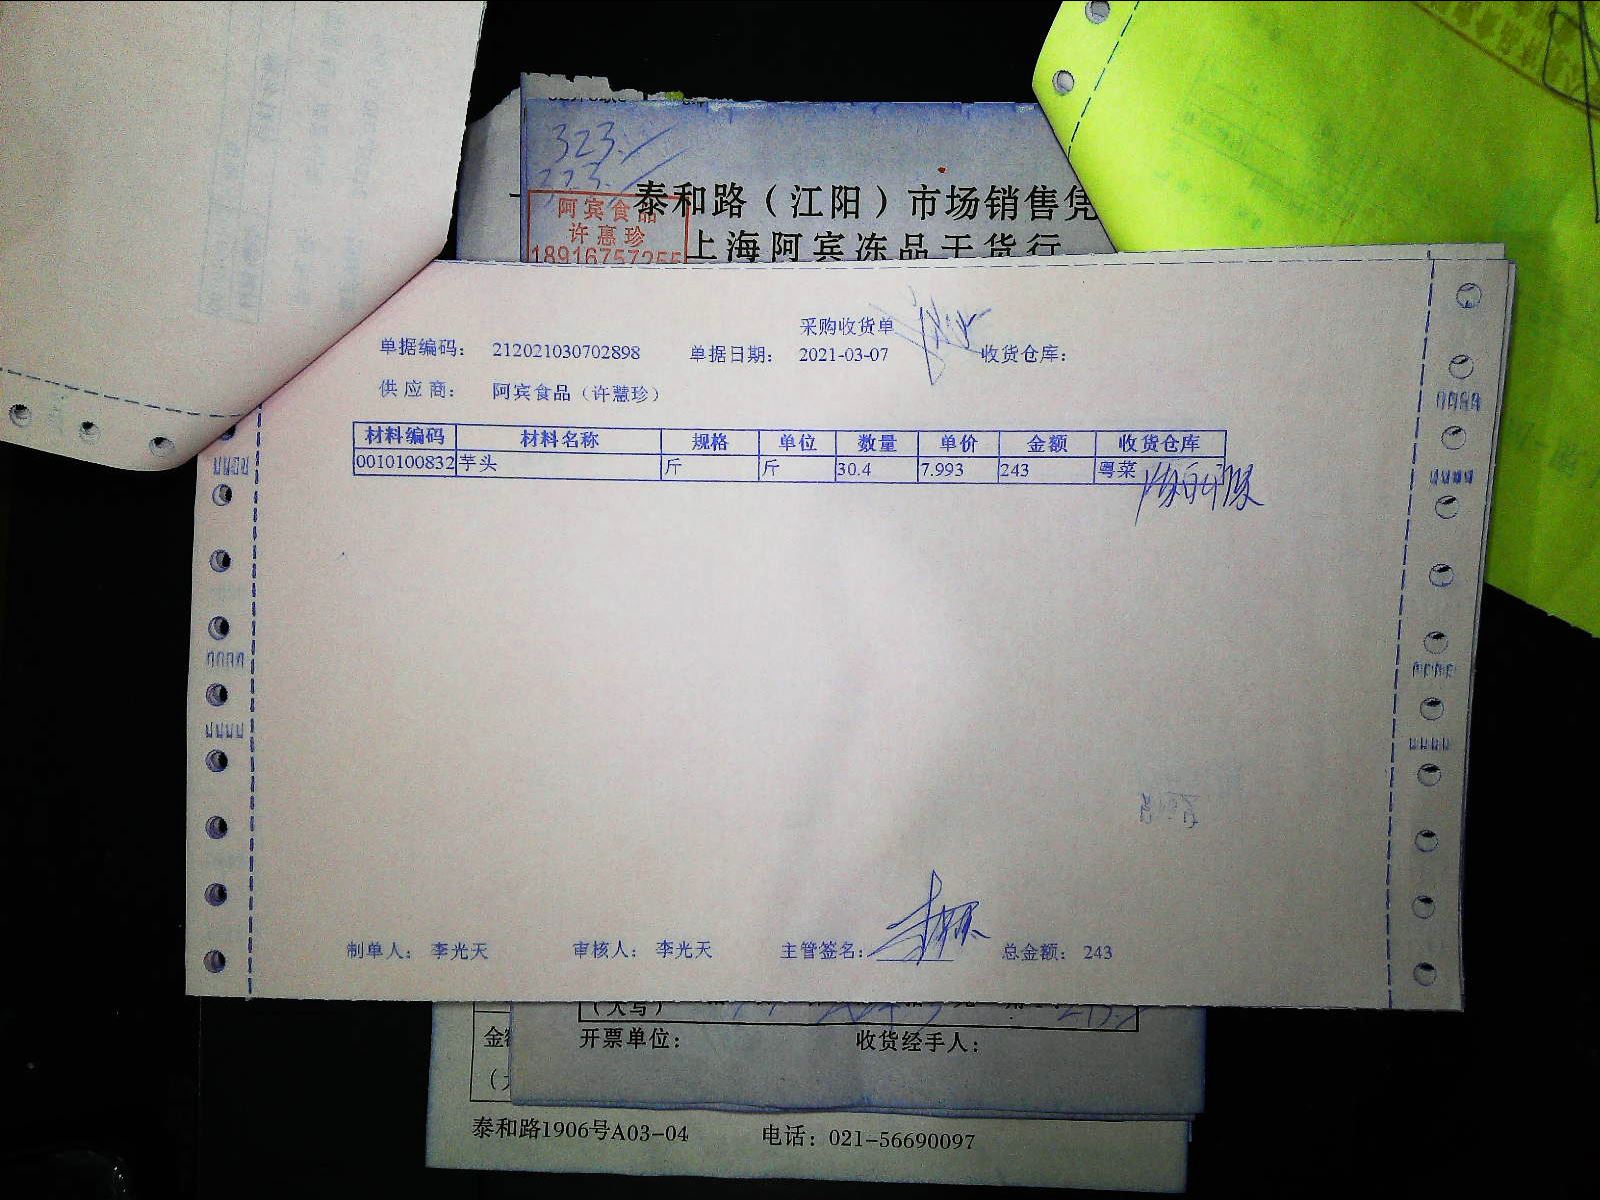 323.
323.
泰和路（江阳）市场销售凭
阿宾食品
许惠珍
18916757255
上海阿宾冻品干货行
采购收货单
单据编码： 212021030702898 单据日期： 2021-03-07 收货仓库：
供应商： 阿宾食品（许慧珍）
材料编码 材料名称 规格 单位 数量 单价 金额 收货仓库
0010100832 芋头 斤 斤 30.4 7.993 243 粤菜
制单人： 李光天 审核人： 李光天 主管签名： 总金额： 243
（大写）
开票单位： 收货经手人：
泰和路1906号A03-04 电话：021-56690097